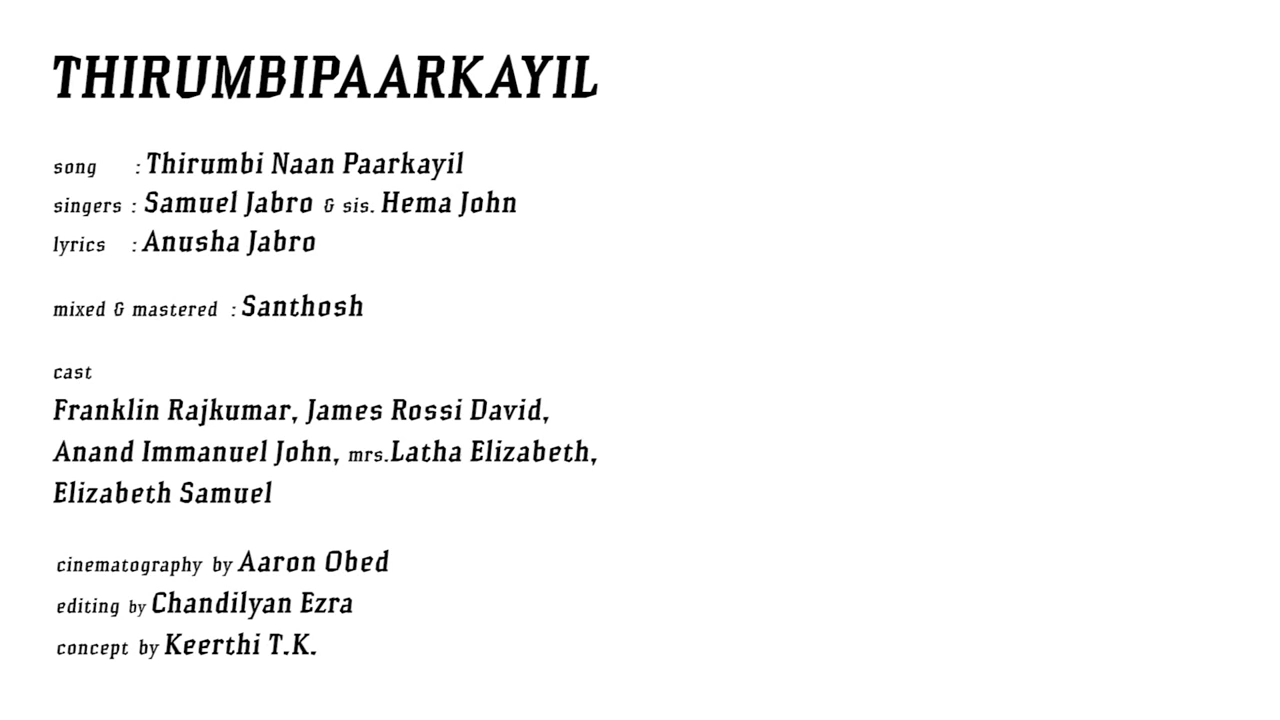 THIRUMBIPAARKAYIL
song : Thirumbi Naan Paarkayil
singers : Samuel Jabro & sis. Hema John
lyrics : Anusha Jabro
mixed & mastered : Santhosh
cast
Franklin Rajkumar, James Rossi David,
Anand Immanuel John, mrs.Latha Elizabeth,
Elizabeth Samuel
cinematography by Aaron Obed
editing by Chandilyan Ezra
concept by Keerthi T.K.